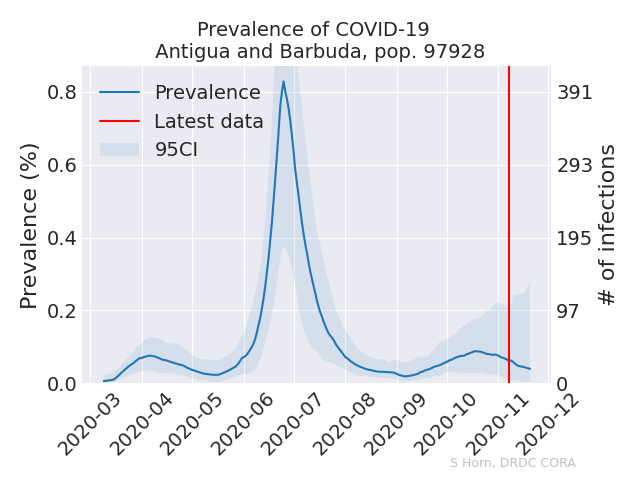 Prevalence of COVID-19
Antigua and Barbuda, pop. 97928
Prevalence
Latest data
95CI
Prevalence (%)
0.8
0.6
0.4
0.2
0.0
# of infections
391
293
195
97
0
2020-03
2020-04
2020-05
2020-06
2020-07
2020-08
2020-09
2020-10
2020-11
2020-12
S Horn, DRDC CORA